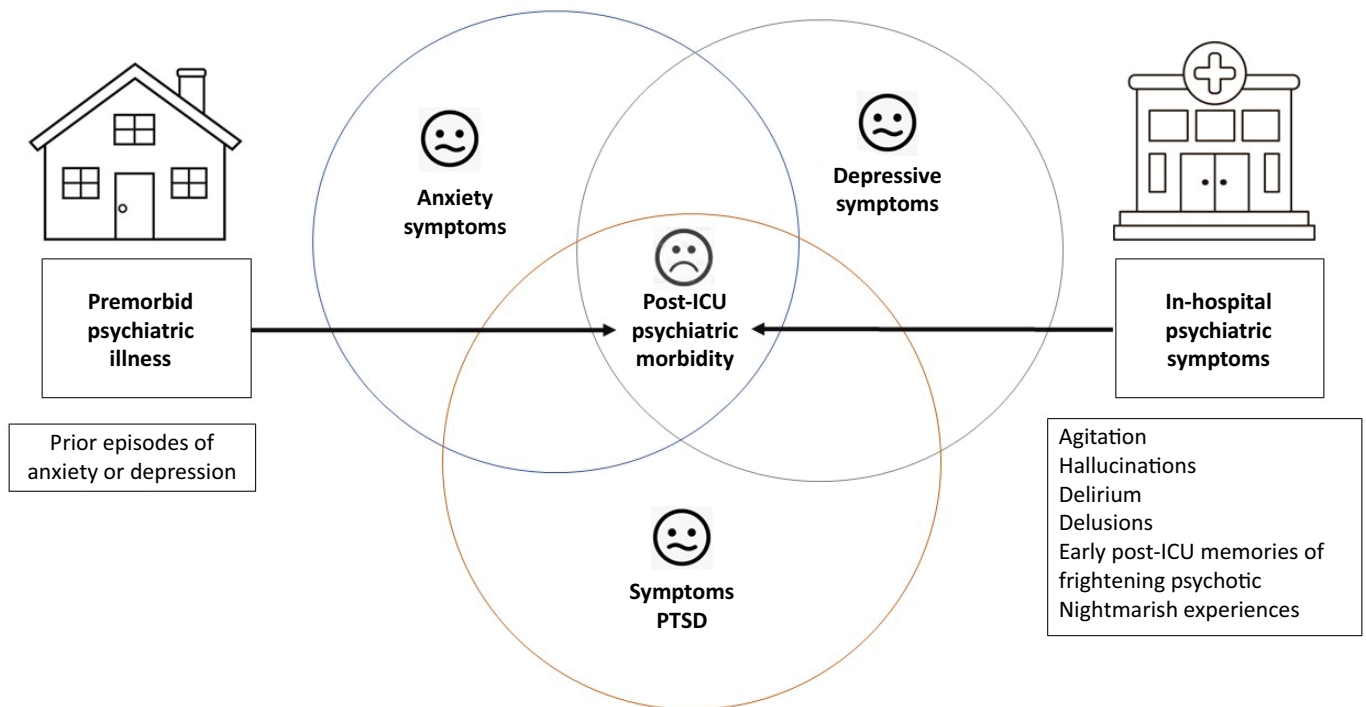 Anxiety
symptoms
Depressive
symptoms
Premorbid
psychiatric
illness
Post-ICU
psychiatric
morbidity
In-hospital
psychiatric
symptoms
Prior episodes of
anxiety or depression
Agitation
Hallucinations
Delirium
Delusions
Early post-ICU memories of
frightening psychotic
Nightmarish experiences
Symptoms
PTSD